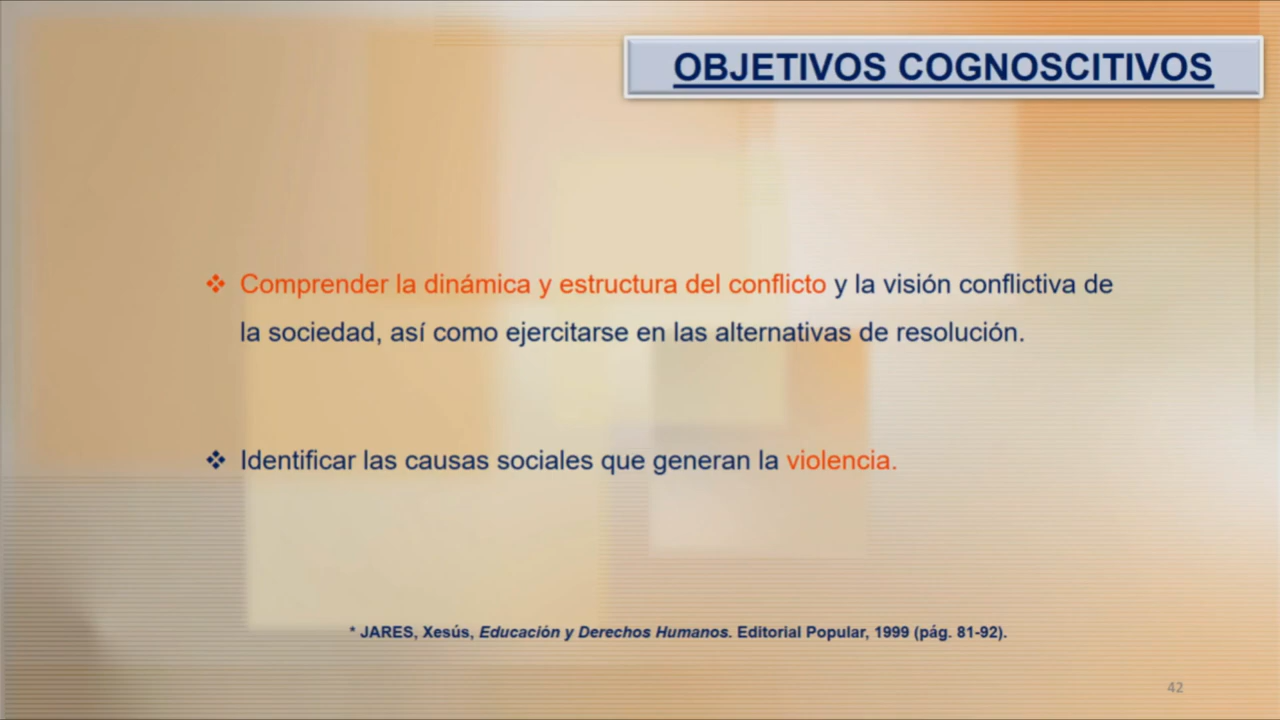 OBJETIVOS COGNOSCITIVOS
❖ Comprender la dinámica y estructura del conflicto y la visión conflictiva de
la sociedad, así como ejercitarse en las alternativas de resolución.
❖ Identificar las causas sociales que generan la violencia.
* JARES, Xesús, Educación y Derechos Humanos. Editorial Popular, 1999 (pág. 81-92).
42